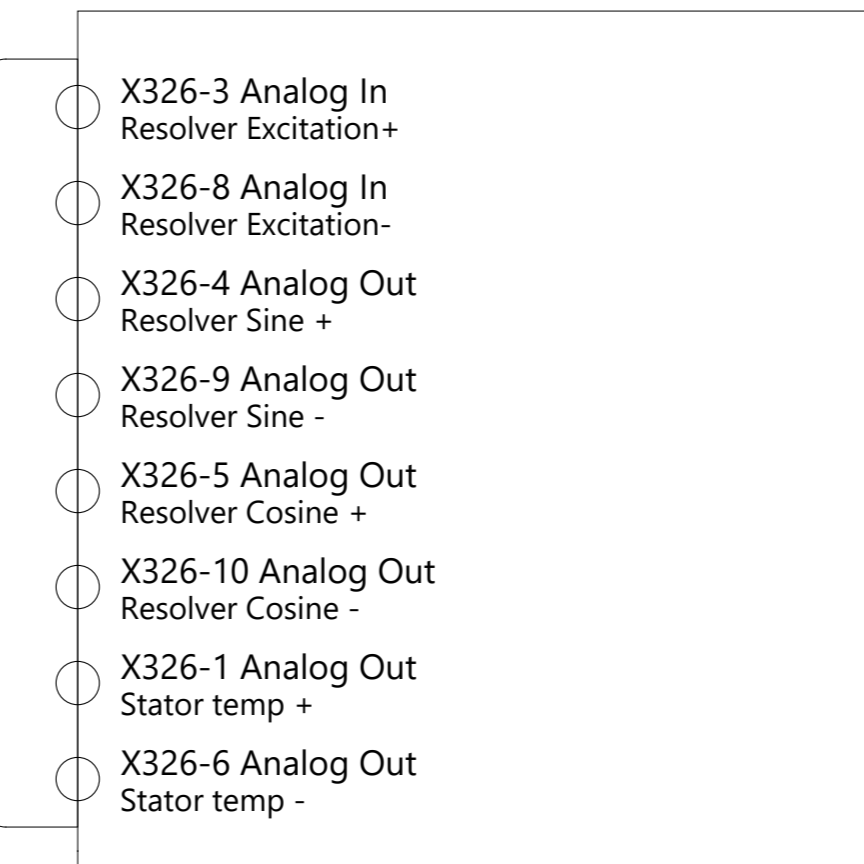 X326-3 Analog In
Resolver Excitation+
X326-8 Analog In
Resolver Excitation-
X326-4 Analog Out
Resolver Sine +
X326-9 Analog Out
Resolver Sine -
X326-5 Analog Out
Resolver Cosine +
X326-10 Analog Out
Resolver Cosine -
X326-1 Analog Out
Stator temp +
X326-6 Analog Out
Stator temp -